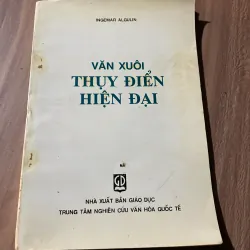 INGEMAR ALGULIN
VĂN XUÔI
THỤY ĐIỂN
HIỆN ĐẠI
NHÀ XUẤT BẢN GIÁO DỤC
TRUNG TÂM NGHIÊN CỨU VĂN HÓA QUỐC TẾ